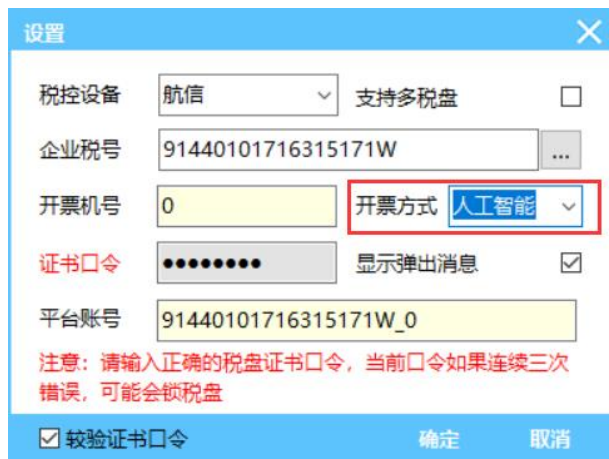 设置
税控设备 航信 支持多税盘
企业税号 91440101716315171W ...
开票机号 0 开票方式 人工智能
证书口令 ●●●●●●●● 显示弹出消息
平台账号 91440101716315171W_0
注意：请输入正确的税盘证书口令，当前口令如果连续三次
错误，可能会锁税盘
较验证书口令 确定 取消